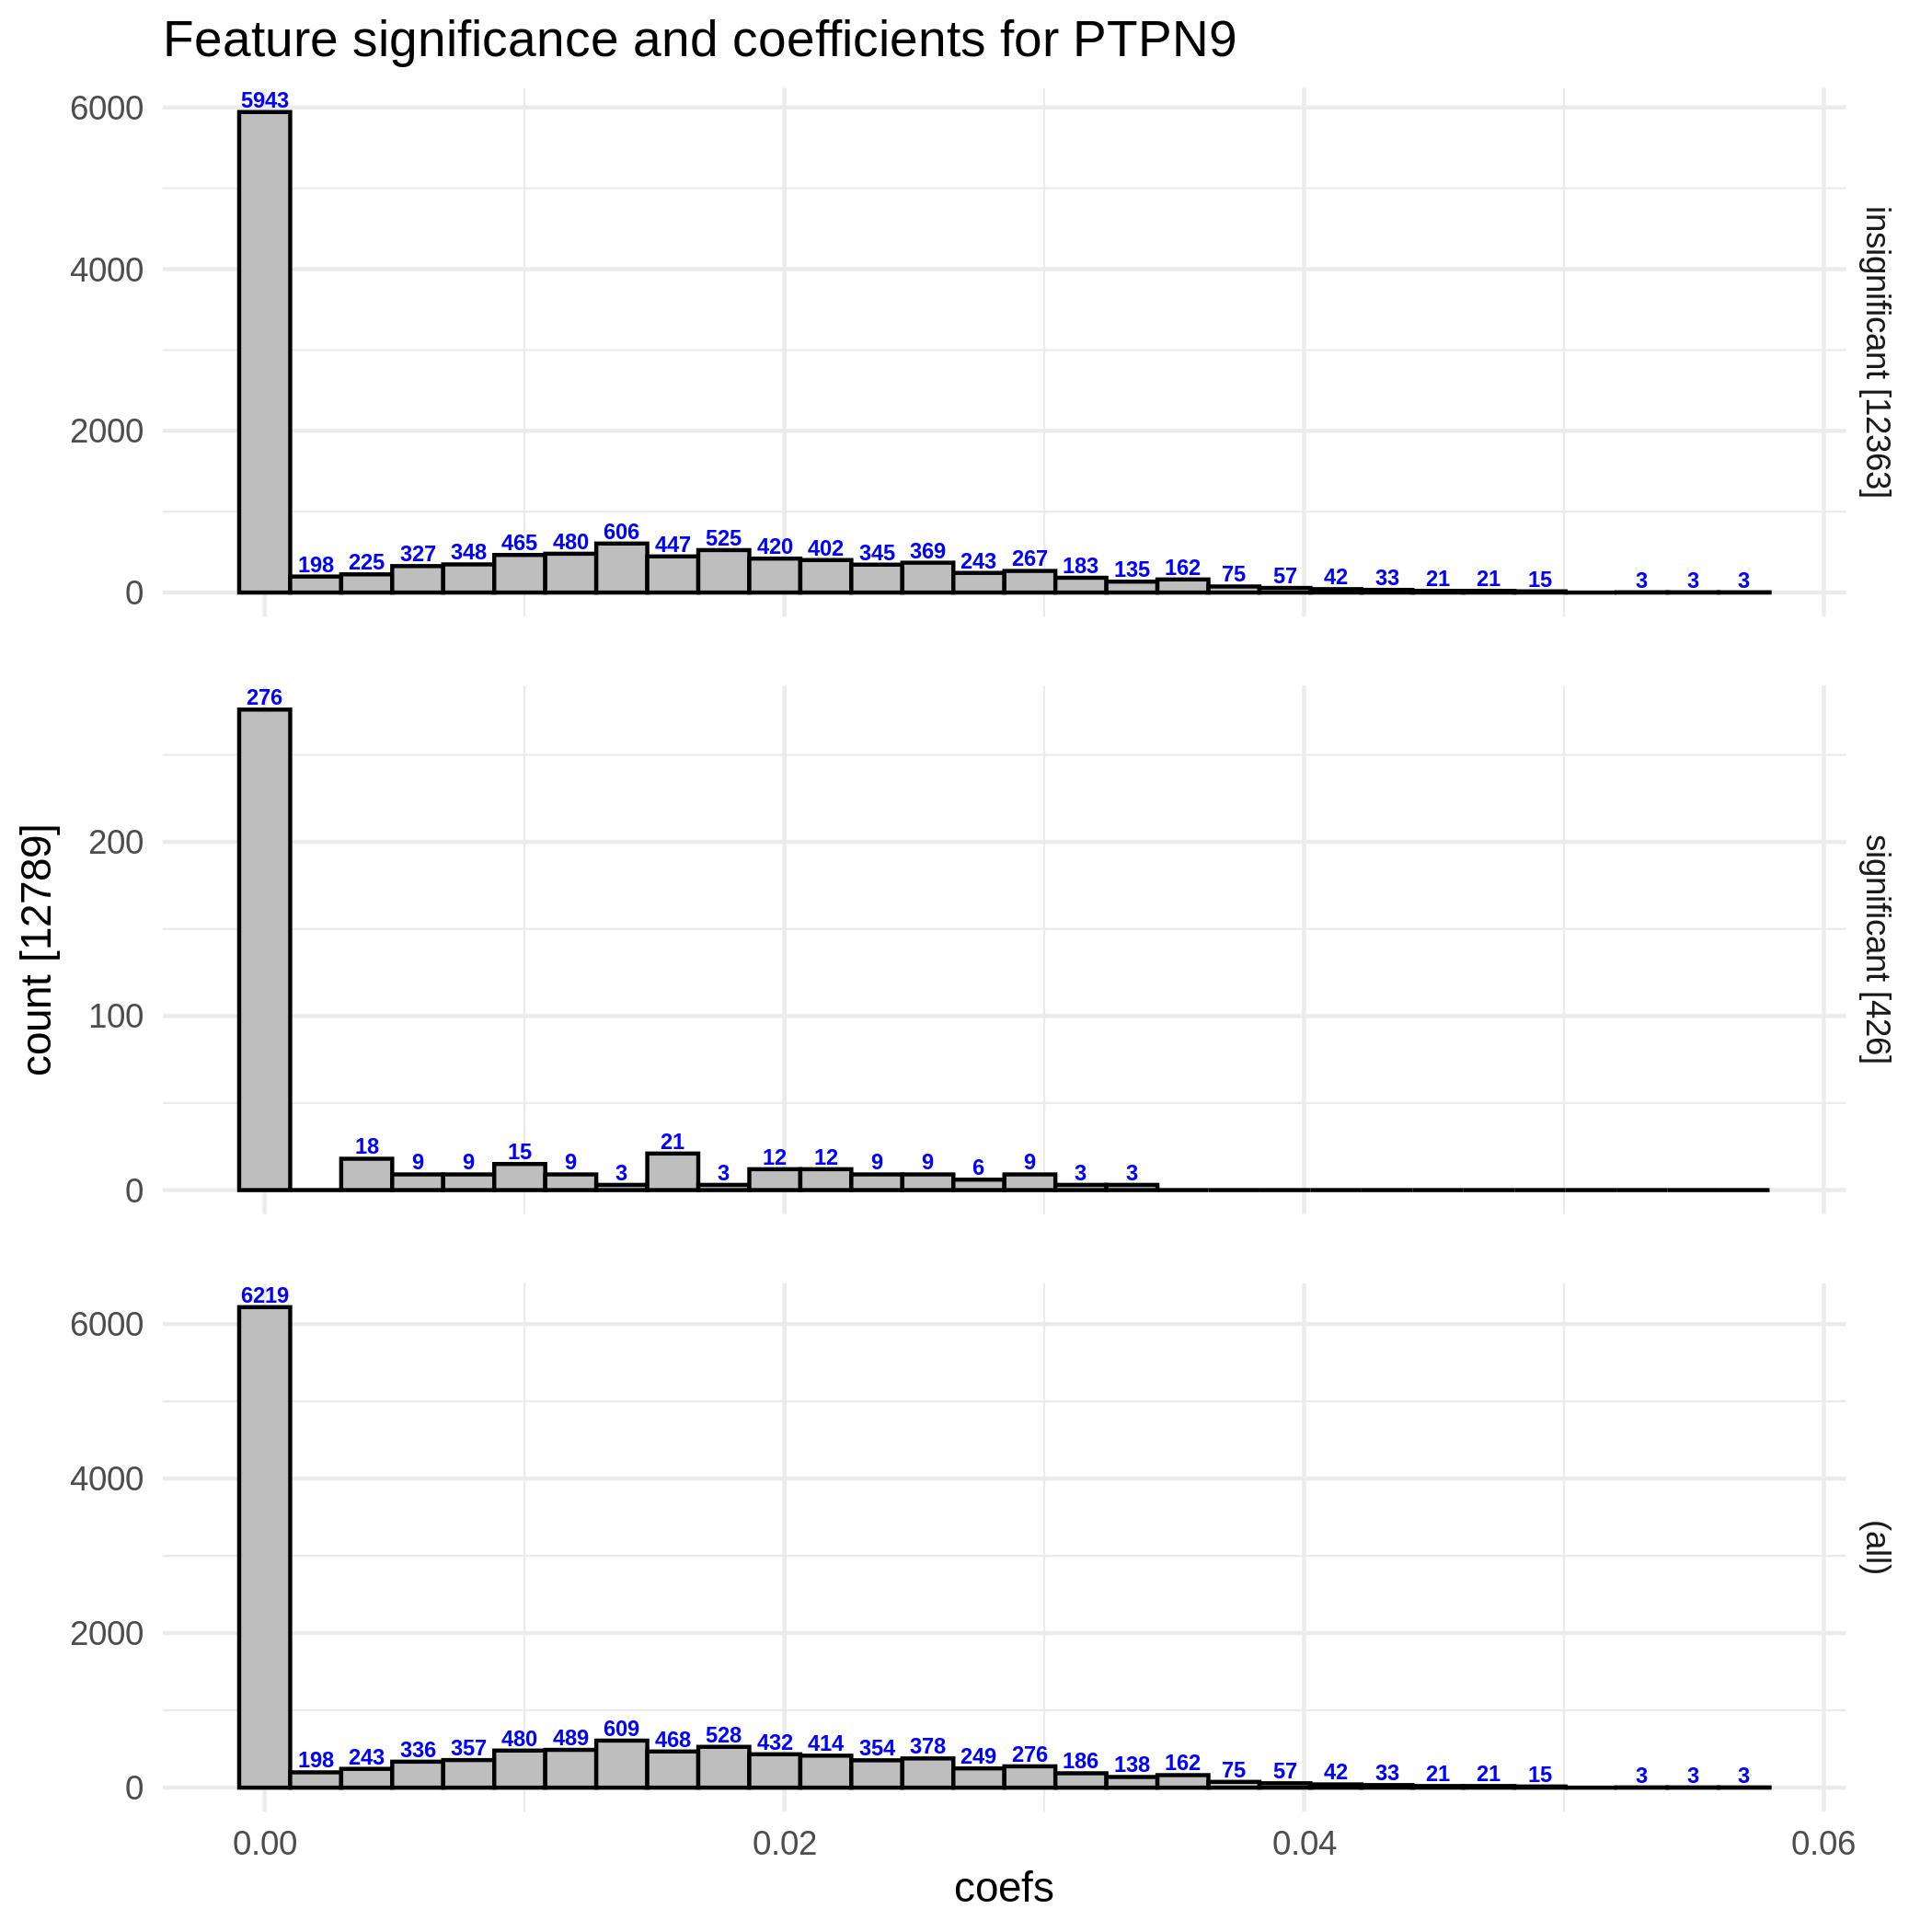 Feature significance and coefficients for PTPN9
6000
4000
2000
0
5943 198 225 327 348 465 480 606 447 525 420 402 345 369 243 267 183 135 162 75 57 42 33 21 21 15 3 3 3
insignificant [12363]
200
100
0
276 18 9 9 15 9 3 21 3 12 12 9 9 6 9 3 3
significant [426]
6000
4000
2000
0
6219 198 243 336 357 480 489 609 468 528 432 414 354 378 249 276 186 138 162 75 57 42 33 21 21 15 3 3 3
(all)
count [12789]
0.00 0.02 0.04 0.06
coefs